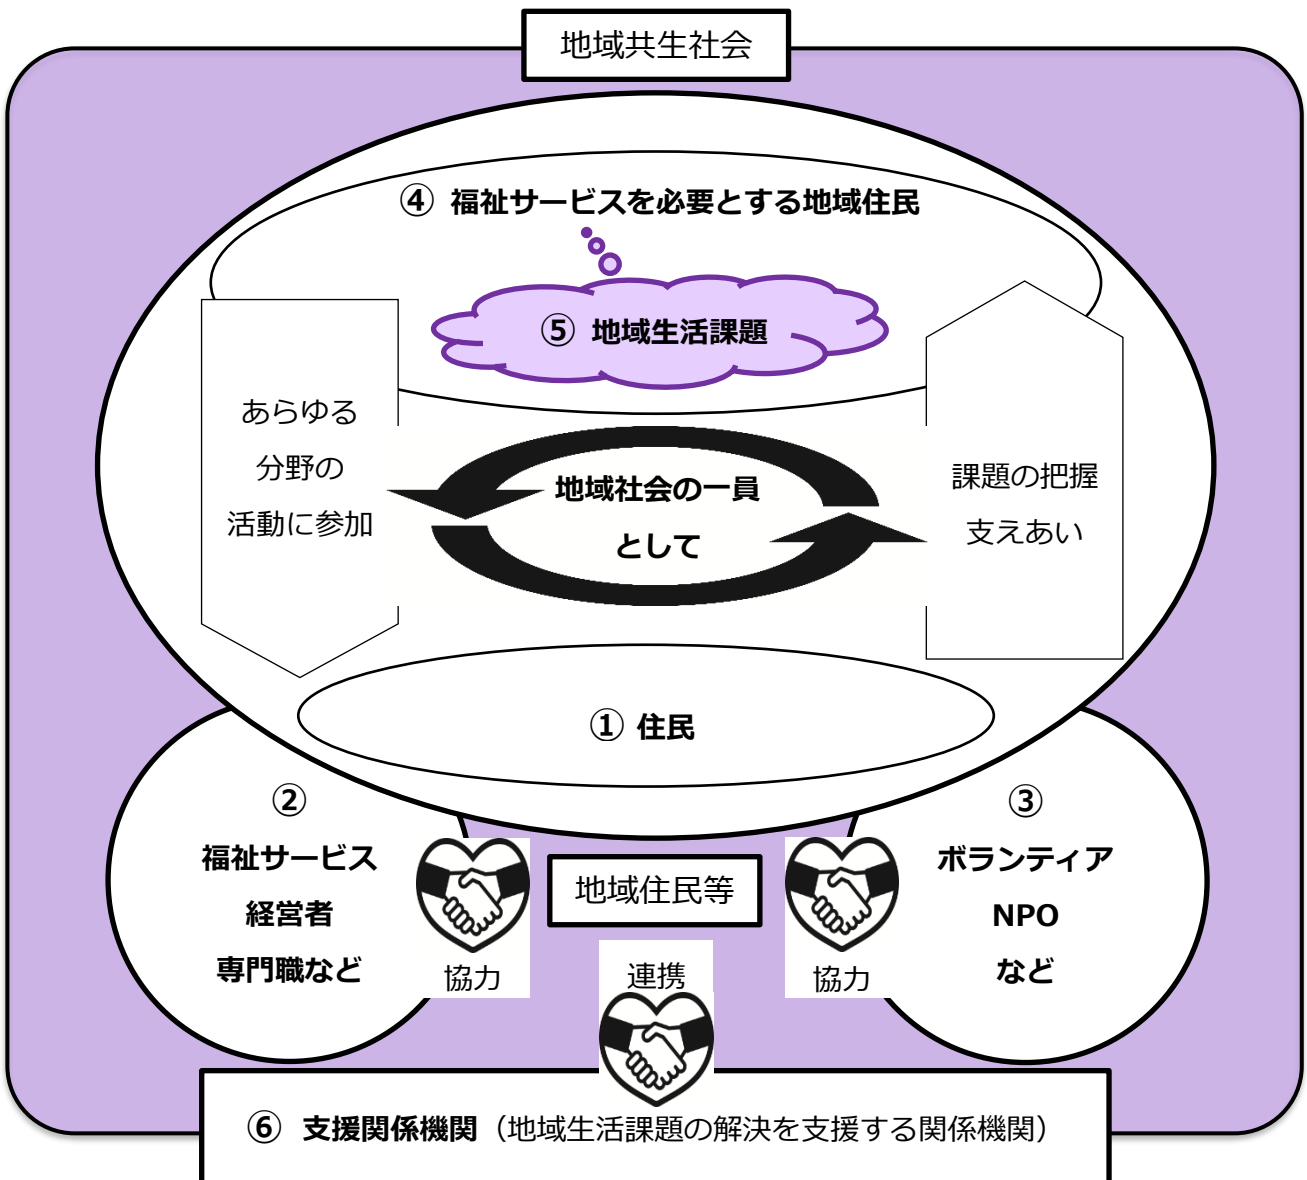 地域共生社会
④ 福祉サービスを必要とする地域住民
⑤ 地域生活課題
あらゆる
分野の
活動に参加
地域社会の一員
として
課題の把握
支えあい
① 住民
②
福祉サービス
経営者
専門職など
協力
地域住民等
連携
協力
③
ボランティア
NPO
など
⑥ 支援関係機関（地域生活課題の解決を支援する関係機関）